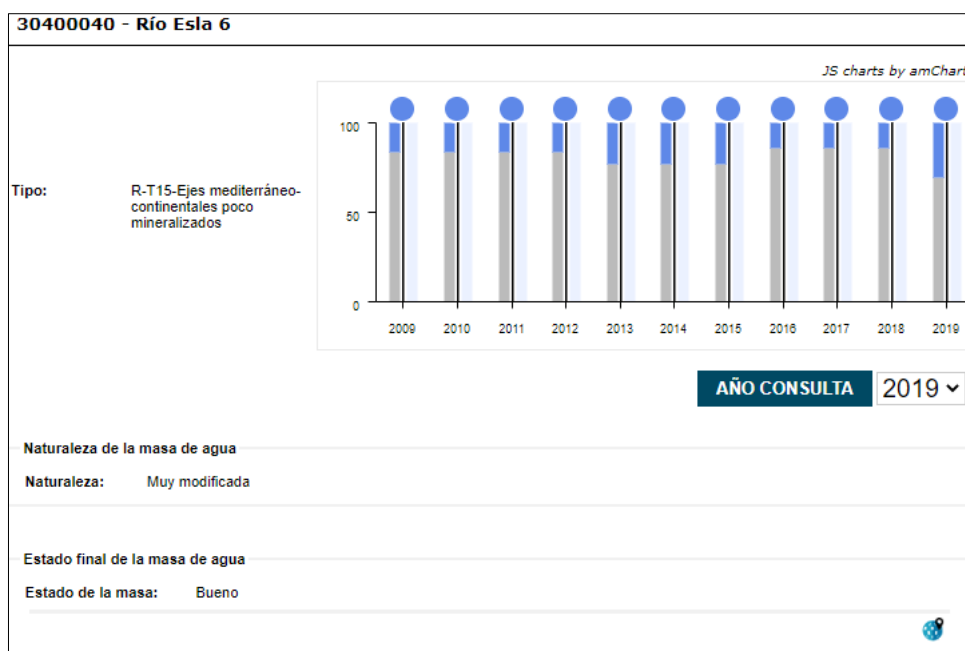 30400040 - Río Esla 6
JS charts by amChart
100
50
0
2009 2010 2011 2012 2013 2014 2015 2016 2017 2018 2019
Tipo: R-T15-Ejes mediterráneo-
continentales poco
mineralizados
AÑO CONSULTA 2019
Naturaleza de la masa de agua
Naturaleza: Muy modificada
Estado final de la masa de agua
Estado de la masa: Bueno